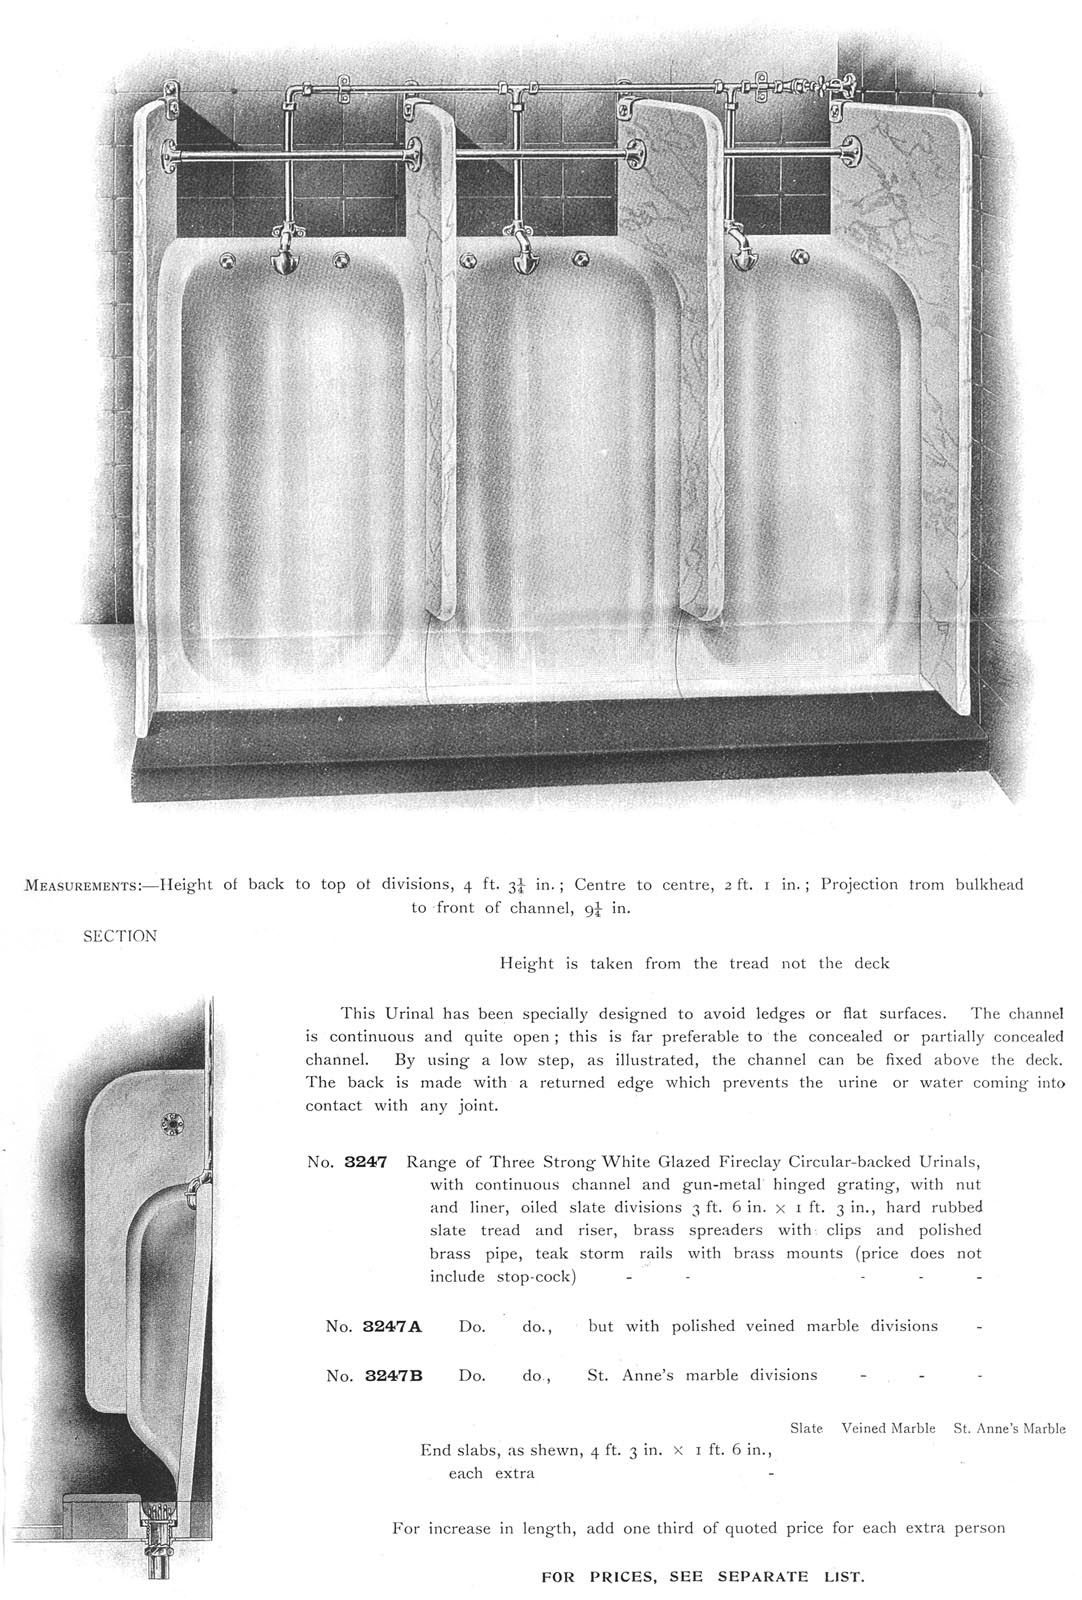 MEASUREMENTS:—Height of back to top of divisions, 4 ft. 3¼ in.; Centre to centre, 2 ft. 1 in.; Projection from bulkhead
to front of channel, 9¼ in.
SECTION
Height is taken from the tread not the deck
This Urinal has been specially designed to avoid ledges or flat surfaces. The channel
is continuous and quite open; this is far preferable to the concealed or partially concealed
channel. By using a low step, as illustrated, the channel can be fixed above the deck.
The back is made with a returned edge which prevents the urine or water coming into
contact with any joint.
No. 3247 Range of Three Strong White Glazed Fireclay Circular-backed Urinals,
with continuous channel and gun-metal hinged grating, with nut
and liner, oiled slate divisions 3 ft. 6 in. × 1 ft. 3 in., hard rubbed
slate tread and riser, brass spreaders with clips and polished
brass pipe, teak storm rails with brass mounts (price does not
include stop-cock) - - - - -
No. 3247A Do. do., but with polished veined marble divisions -
No. 3247B Do. do., St. Anne's marble divisions - - -
Slate Veined Marble St. Anne's Marble
End slabs, as shewn, 4 ft. 3 in. × 1 ft. 6 in.,
each extra -
For increase in length, add one third of quoted price for each extra person
FOR PRICES, SEE SEPARATE LIST.